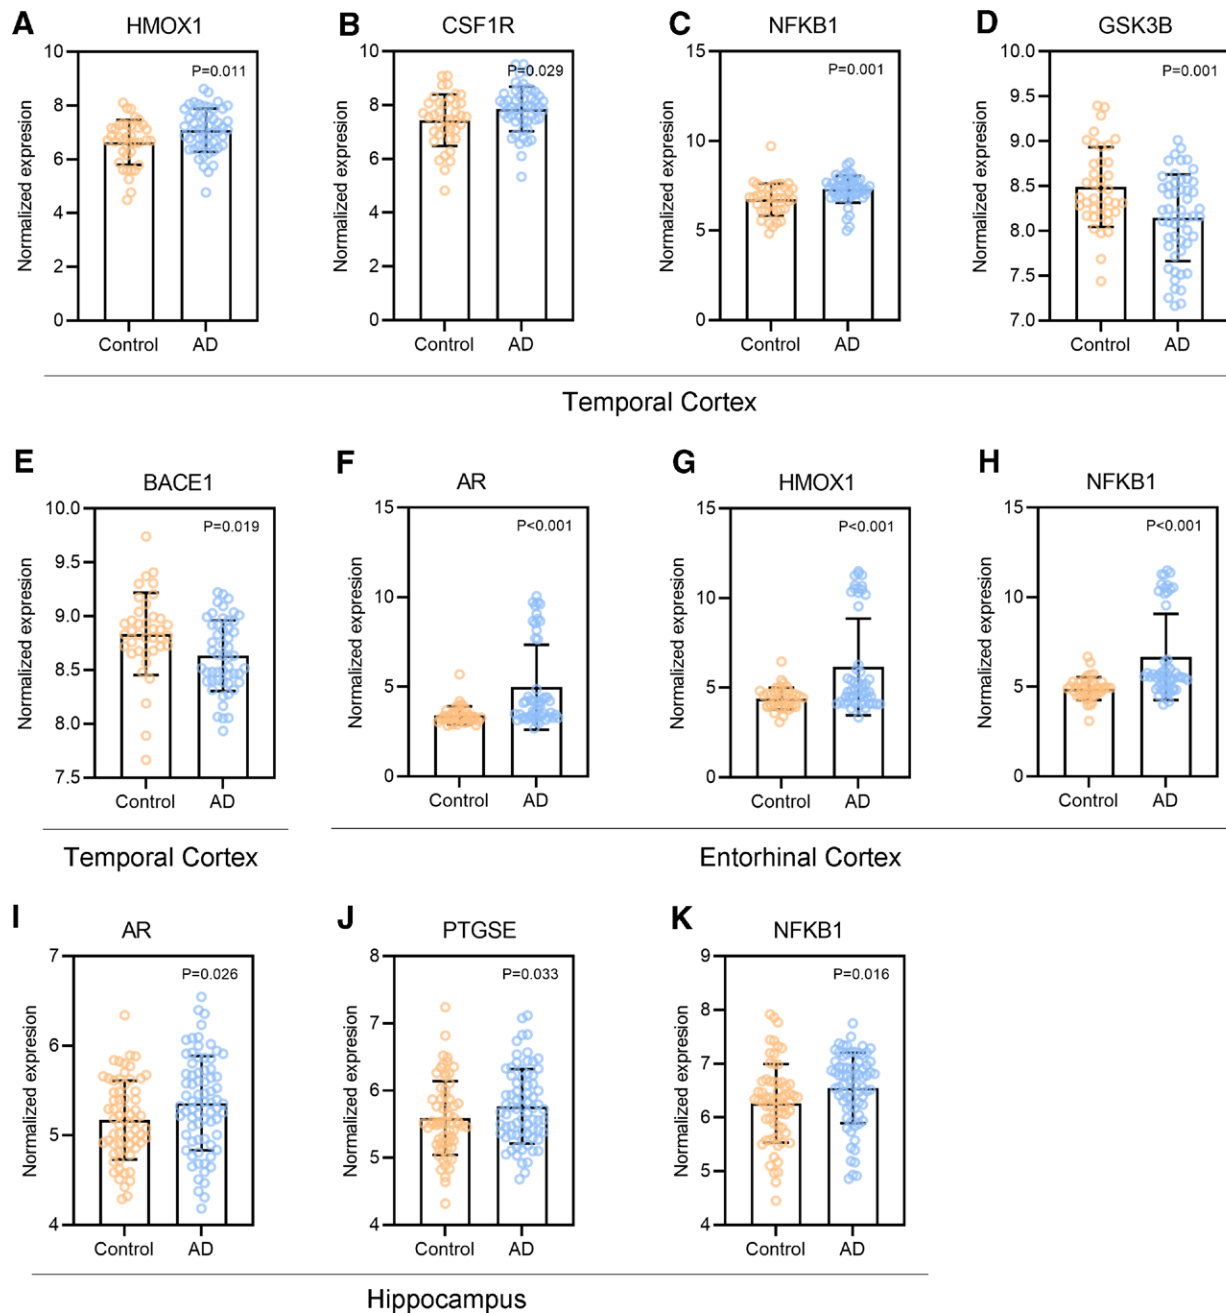 A HMOX1
10
8
6
4
2
0
Normalized expresion
P=0.011
Control AD
B CSF1R
10
8
6
4
2
0
Normalized expresion
P=0.029
Control AD
C NFKB1
15
10
5
0
Normalized expresion
P=0.001
Control AD
D GSK3B
10.0
9.5
9.0
8.5
8.0
7.5
7.0
Normalized expresion
P=0.001
Control AD
Temporal Cortex
E BACE1
10.0
9.5
9.0
8.5
8.0
7.5
Normalized expresion
P=0.019
Control AD
Temporal Cortex
F AR
15
10
5
0
Normalized expresion
P<0.001
Control AD
G HMOX1
15
10
5
0
Normalized expresion
P<0.001
Control AD
H NFKB1
15
10
5
0
Normalized expresion
P<0.001
Control AD
Entorhinal Cortex
I AR
7
6
5
4
Normalized expresion
P=0.026
Control AD
J PTGSE
8
7
6
5
4
Normalized expresion
P=0.033
Control AD
K NFKB1
9
8
7
6
5
4
Normalized expresion
P=0.016
Control AD
Hippocampus